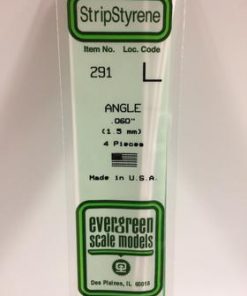 StripStyrene
Item No. Loc. Code
291
ANGLE
.060"
(1.5 mm)
4 Pieces
Made in U.S.A.
evergreen
scale models
Des Plaines, IL 60018